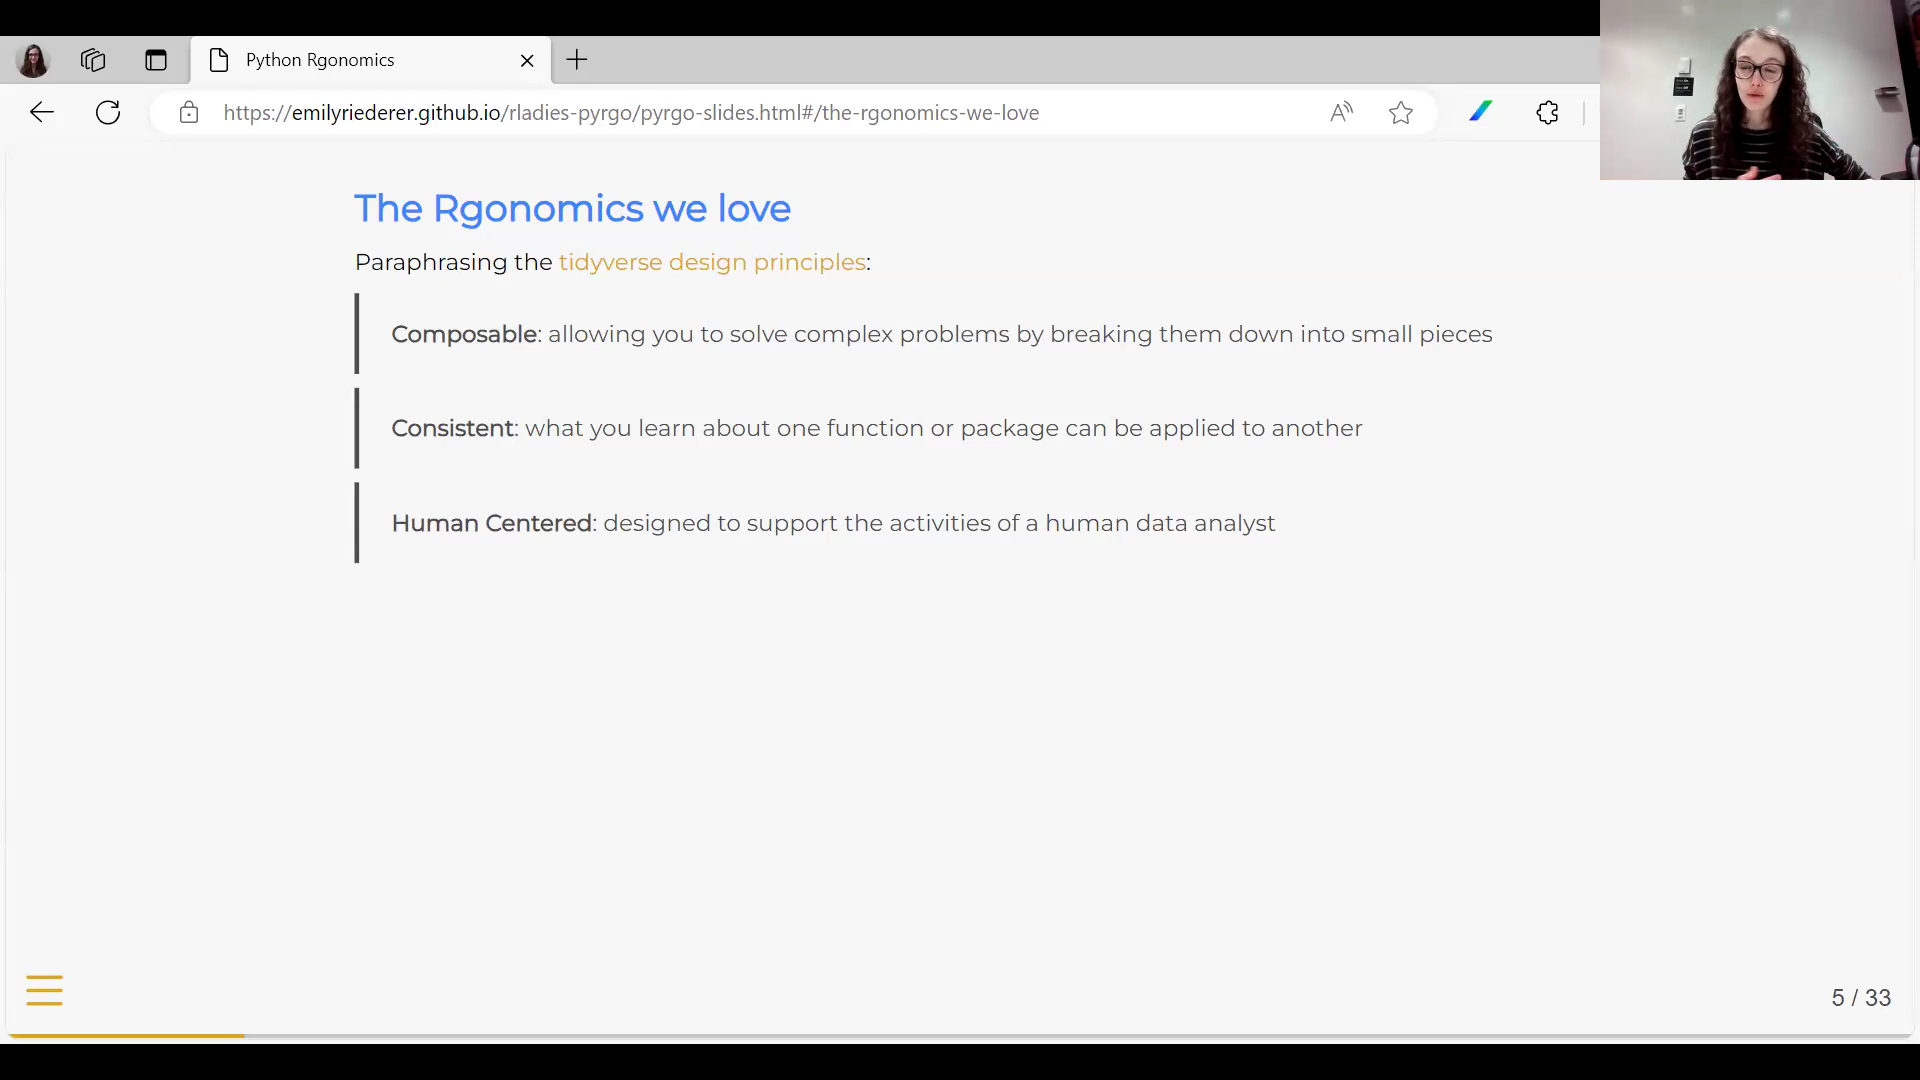 Python Rgonomics
https://emilyriederer.github.io/rladies-pyrgo/pyrgo-slides.html#/the-rgonomics-we-love
The Rgonomics we love
Paraphrasing the tidyverse design principles:
Composable: allowing you to solve complex problems by breaking them down into small pieces
Consistent: what you learn about one function or package can be applied to another
Human Centered: designed to support the activities of a human data analyst
5 / 33